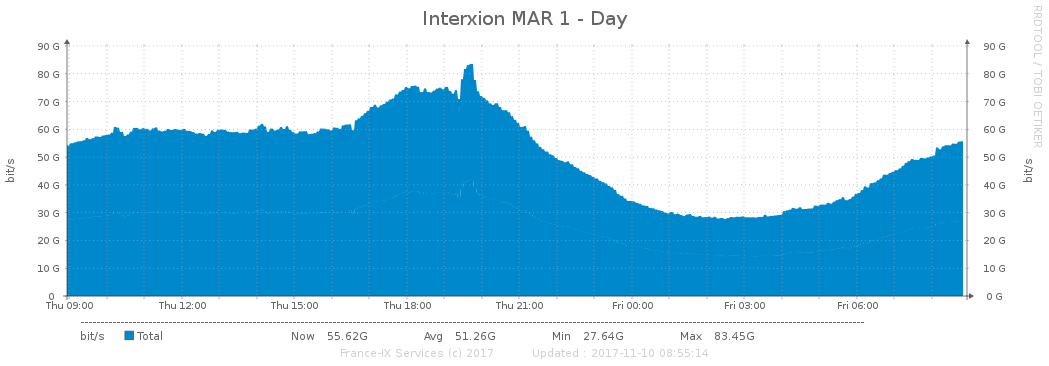 Interxion MAR 1 - Day
RRDTOOL / TOBI OETIKER
bit/s
bit/s
90 G 90 G
80 G 80 G
70 G 70 G
60 G 60 G
50 G 50 G
40 G 40 G
30 G 30 G
20 G 20 G
10 G 10 G
0 0 G
Thu 09:00 Thu 12:00 Thu 15:00 Thu 18:00 Thu 21:00 Fri 00:00 Fri 03:00 Fri 06:00
bit/s Total Now 55.62G Avg 51.26G Min 27.64G Max 83.45G
France-IX Services (c) 2017 Updated : 2017-11-10 08:55:14